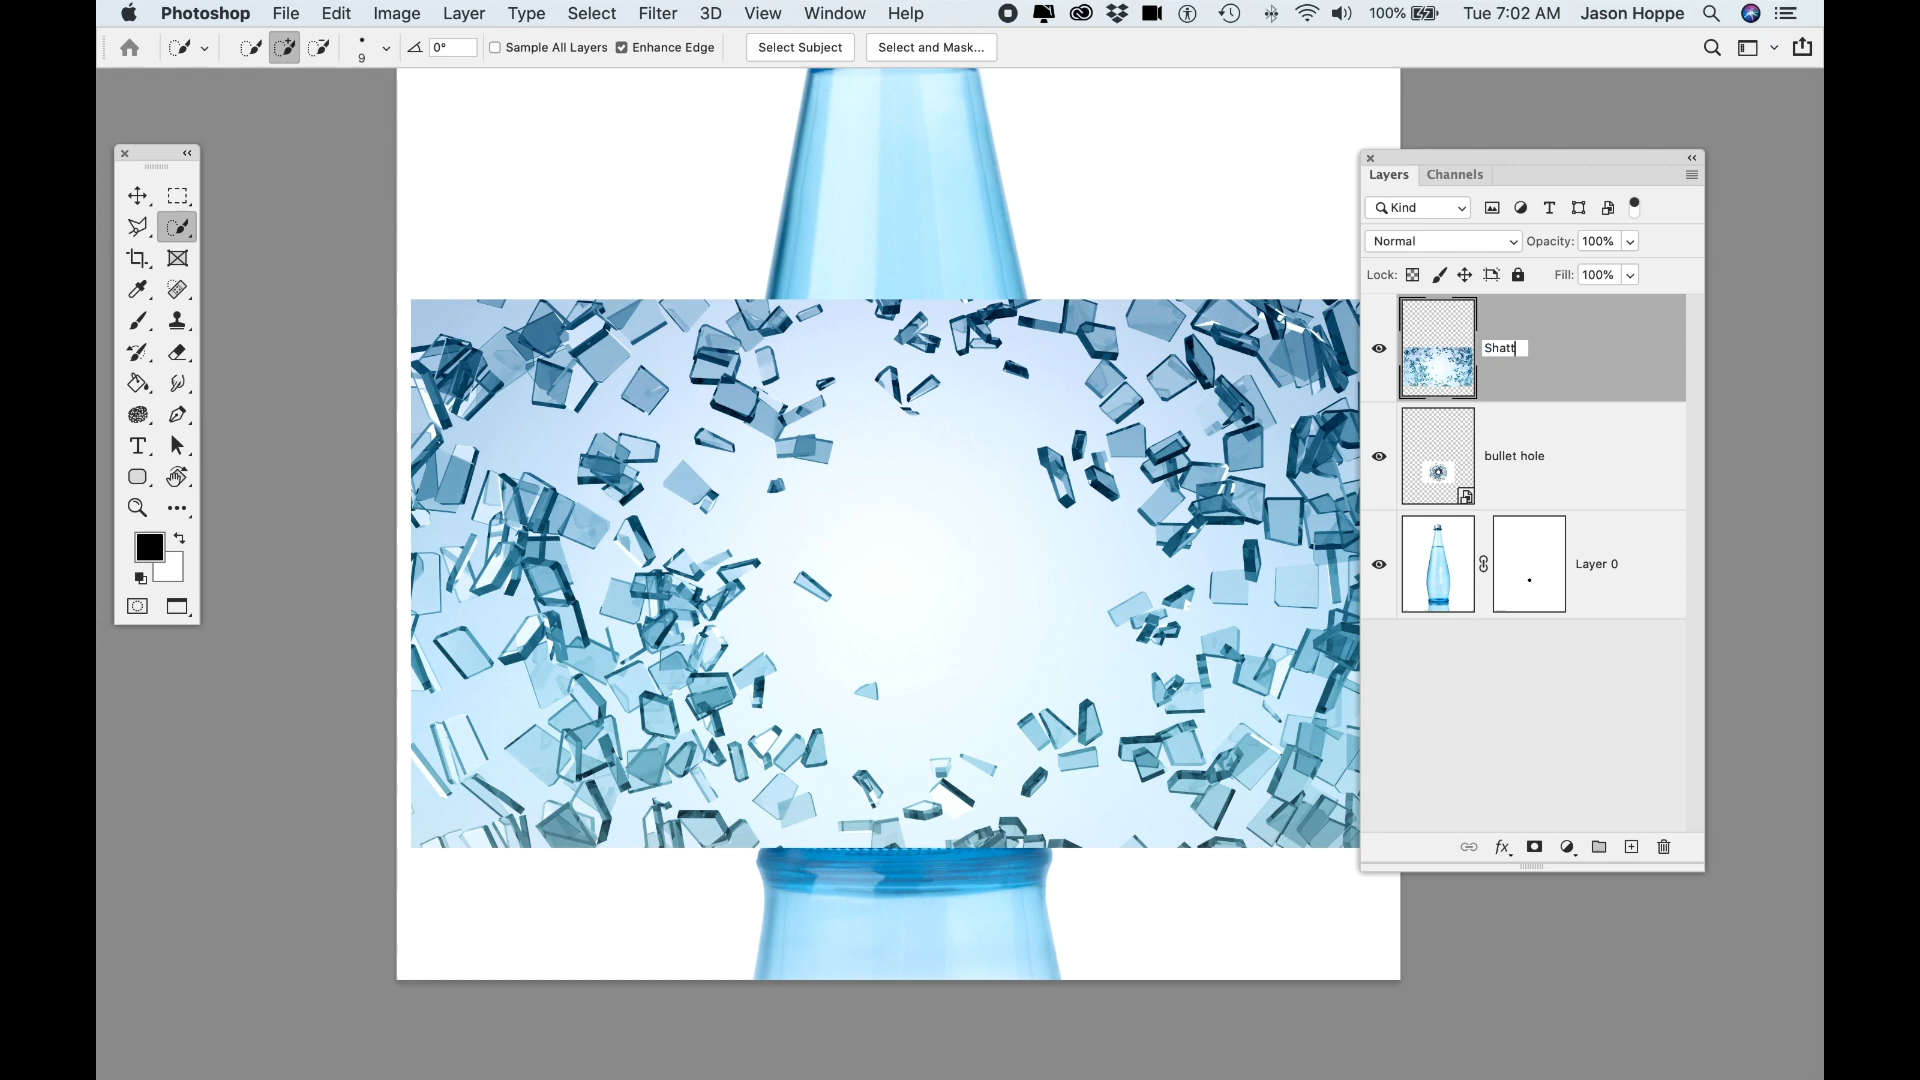 Photoshop File Edit Image Layer Type Select Filter 3D View Window Help 100% Tue 7:02 AM Jason Hoppe
9 0° Sample All Layers Enhance Edge Select Subject Select and Mask...
Layers Channels
Kind
Normal Opacity: 100%
Lock: Fill: 100%
Shatt
bullet hole
Layer 0
fx